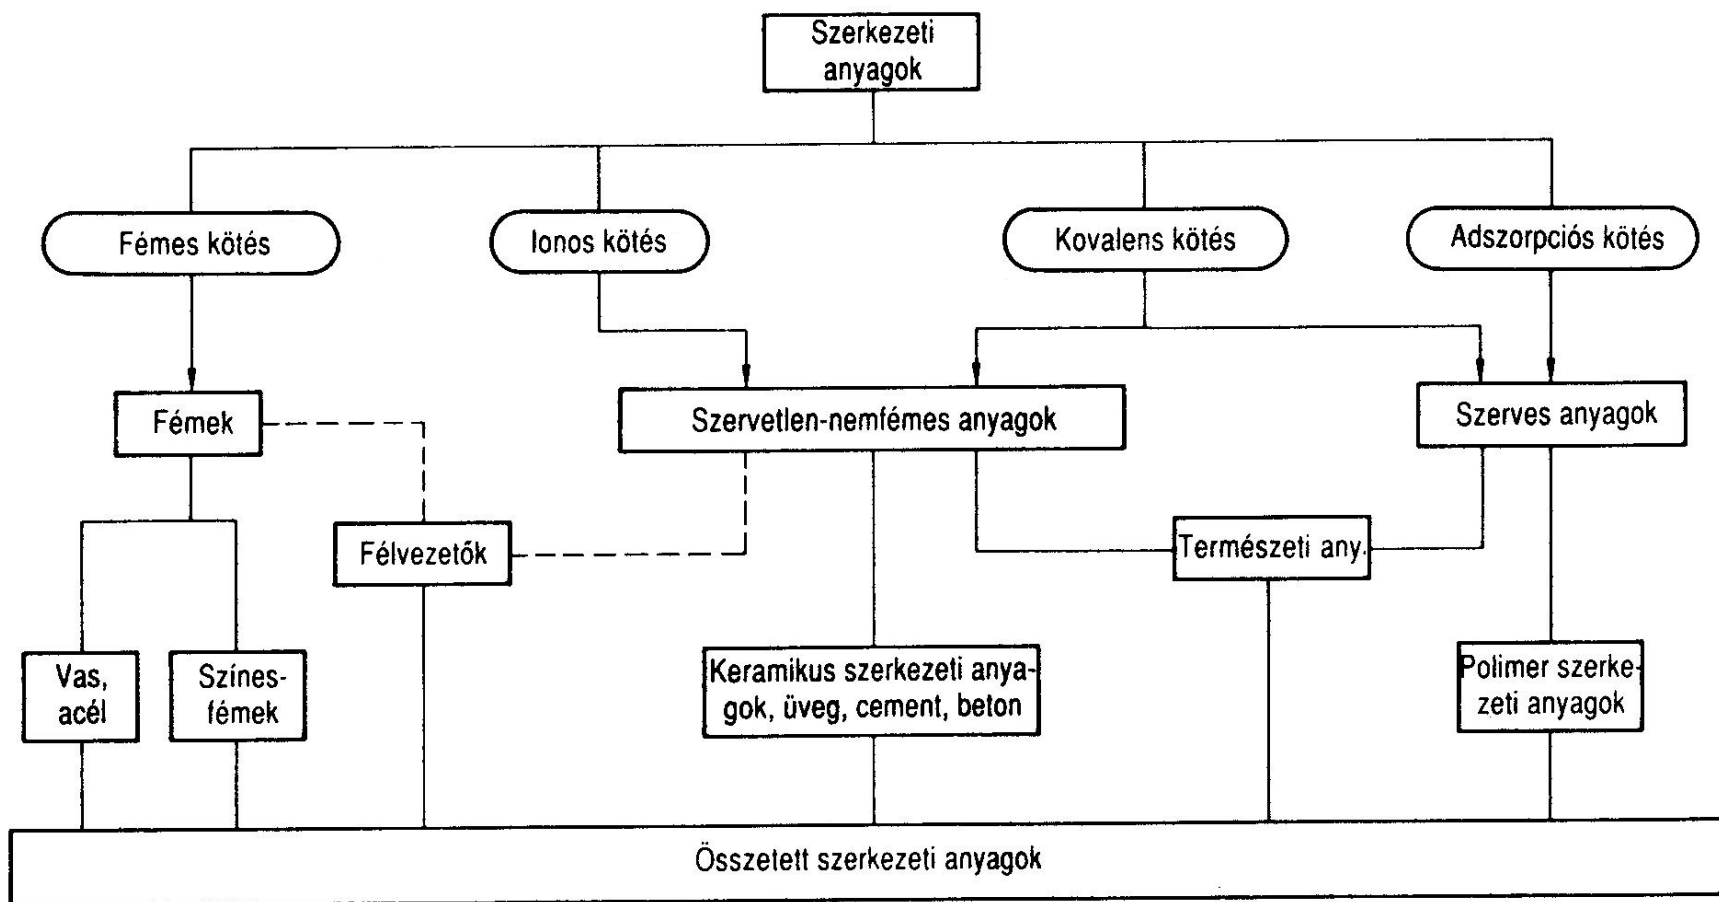 Szerkezeti
anyagok
Fémes kötés
Ionos kötés
Kovalens kötés
Adszorpciós kötés
Fémek
Szervetlen-nemfémes anyagok
Szerves anyagok
Félvezetők
Természeti any.
Vas,
acél
Színes-
fémek
Keramikus szerkezeti anya-
gok, üveg, cement, beton
Polimer szerke-
zeti anyagok
Összetett szerkezeti anyagok